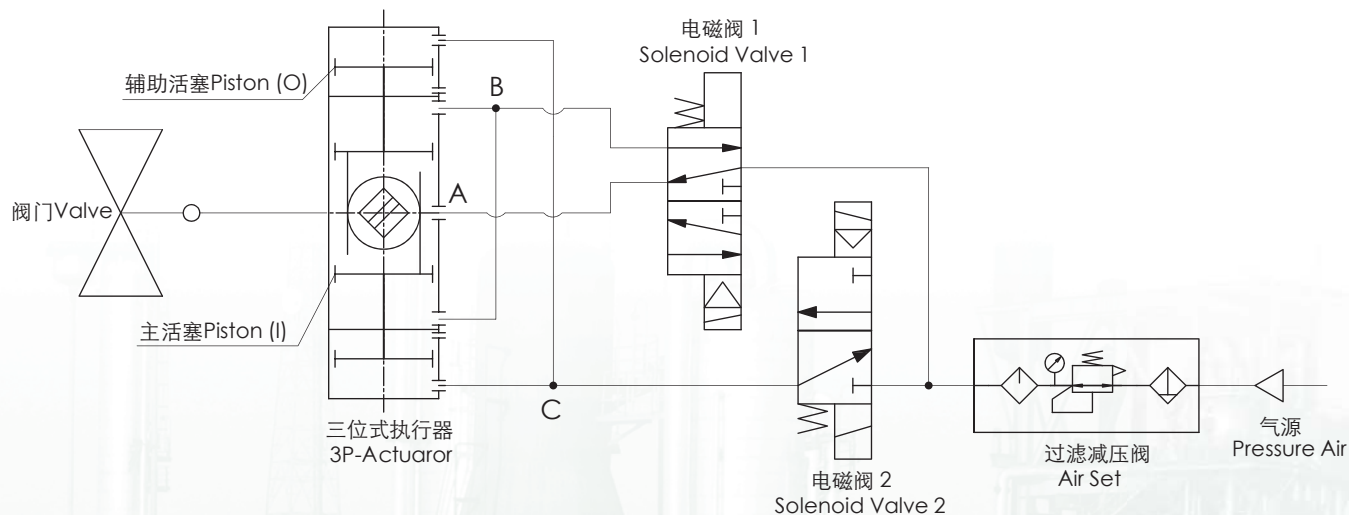 电磁阀 1
Solenoid Valve 1
辅助活塞Piston (O)
B
A
阀门Valve
主活塞Piston (I)
C
三位式执行器
3P-Actuaror
电磁阀 2
Solenoid Valve 2
过滤减压阀
Air Set
气源
Pressure Air